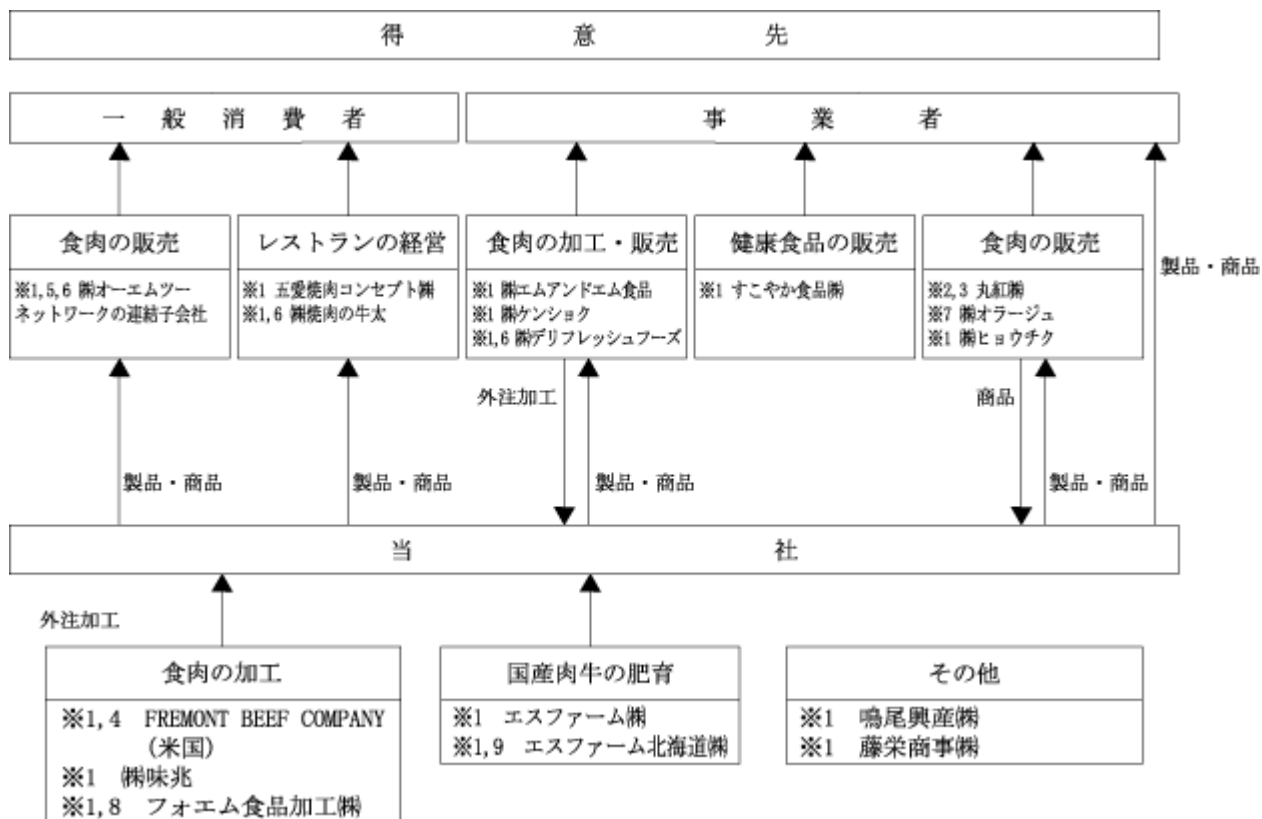 得意先
一般消費者
事業者
食肉の販売
※1,5,6 ㈱オーエムツー
ネットワークの連結子会社
レストランの経営
※1 五愛焼肉コンセプト㈱
※1,6 ㈱焼肉の牛太
食肉の加工・販売
※1 ㈱エムアンドエム食品
※1 ㈱ケンショク
※1,6 ㈱デリフレッシュフーズ
健康食品の販売
※1 すこやか食品㈱
食肉の販売
※2,3 丸紅㈱
※7 ㈱オラージュ
※1 ㈱ヒョウチク
製品・商品
外注加工
商品
製品・商品
製品・商品
製品・商品
製品・商品
当社
外注加工
食肉の加工
※1,4 FREMONT BEEF COMPANY
(米国)
※1 ㈱味兆
※1,8 フォエム食品加工㈱
国産肉牛の肥育
※1 エスファーム㈱
※1,9 エスファーム北海道㈱
その他
※1 鳴尾興産㈱
※1 藤栄商事㈱